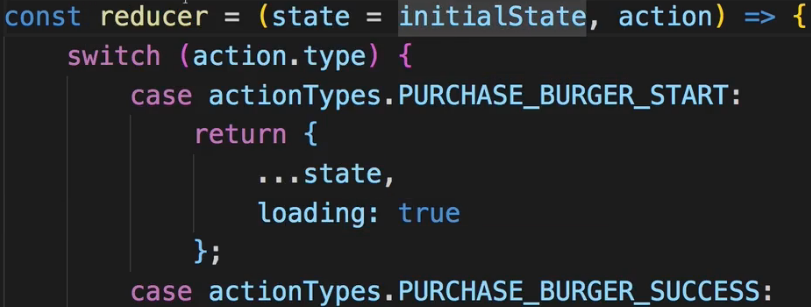 const reducer = (state = initialState, action) => {
    switch (action.type) {
        case actionTypes.PURCHASE_BURGER_START:
            return {
                ...state,
                loading: true
            };
        case actionTypes.PURCHASE_BURGER_SUCCESS: